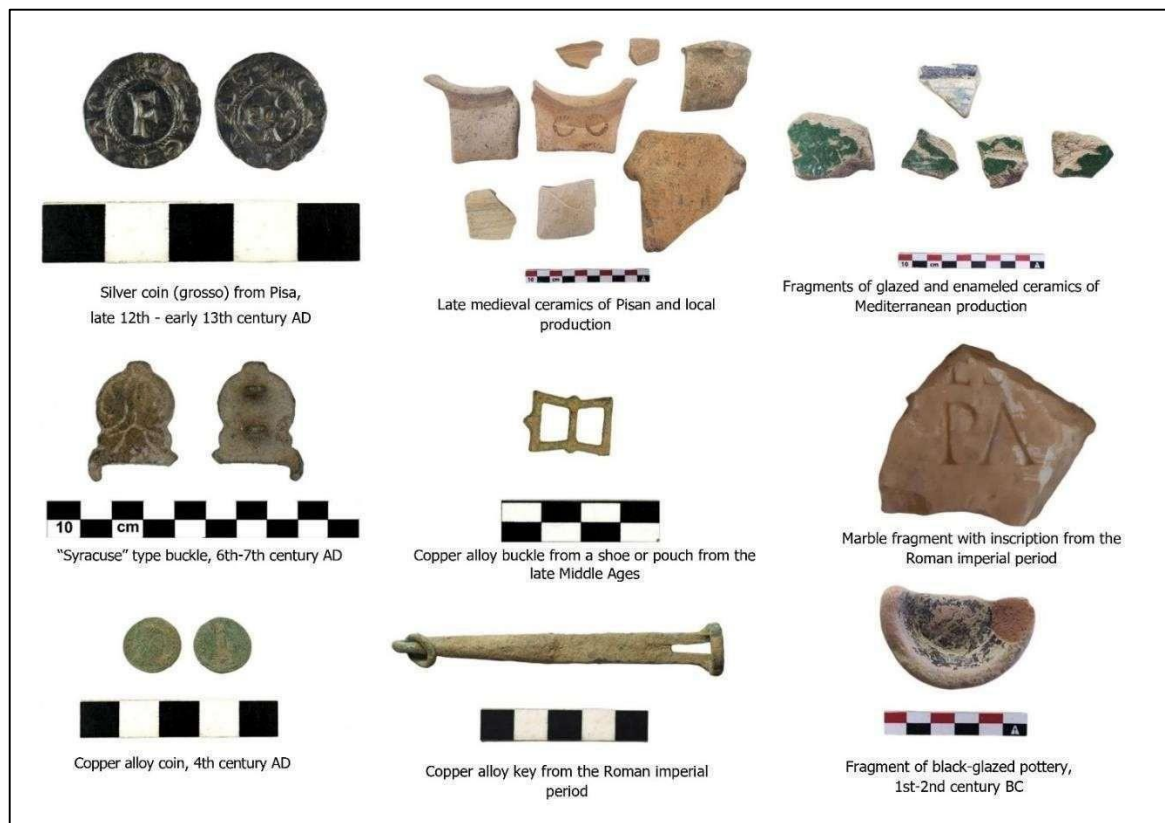 Silver coin (grosso) from Pisa,
late 12th - early 13th century AD
10 cm A
Late medieval ceramics of Pisan and local
production
10 cm A
Fragments of glazed and enameled ceramics of
Mediterranean production
10 cm
"Syracuse" type buckle, 6th-7th century AD
Copper alloy buckle from a shoe or pouch from the
late Middle Ages
PA
Marble fragment with inscription from the
Roman imperial period
Copper alloy coin, 4th century AD
Copper alloy key from the Roman imperial
period
A
Fragment of black-glazed pottery,
1st-2nd century BC